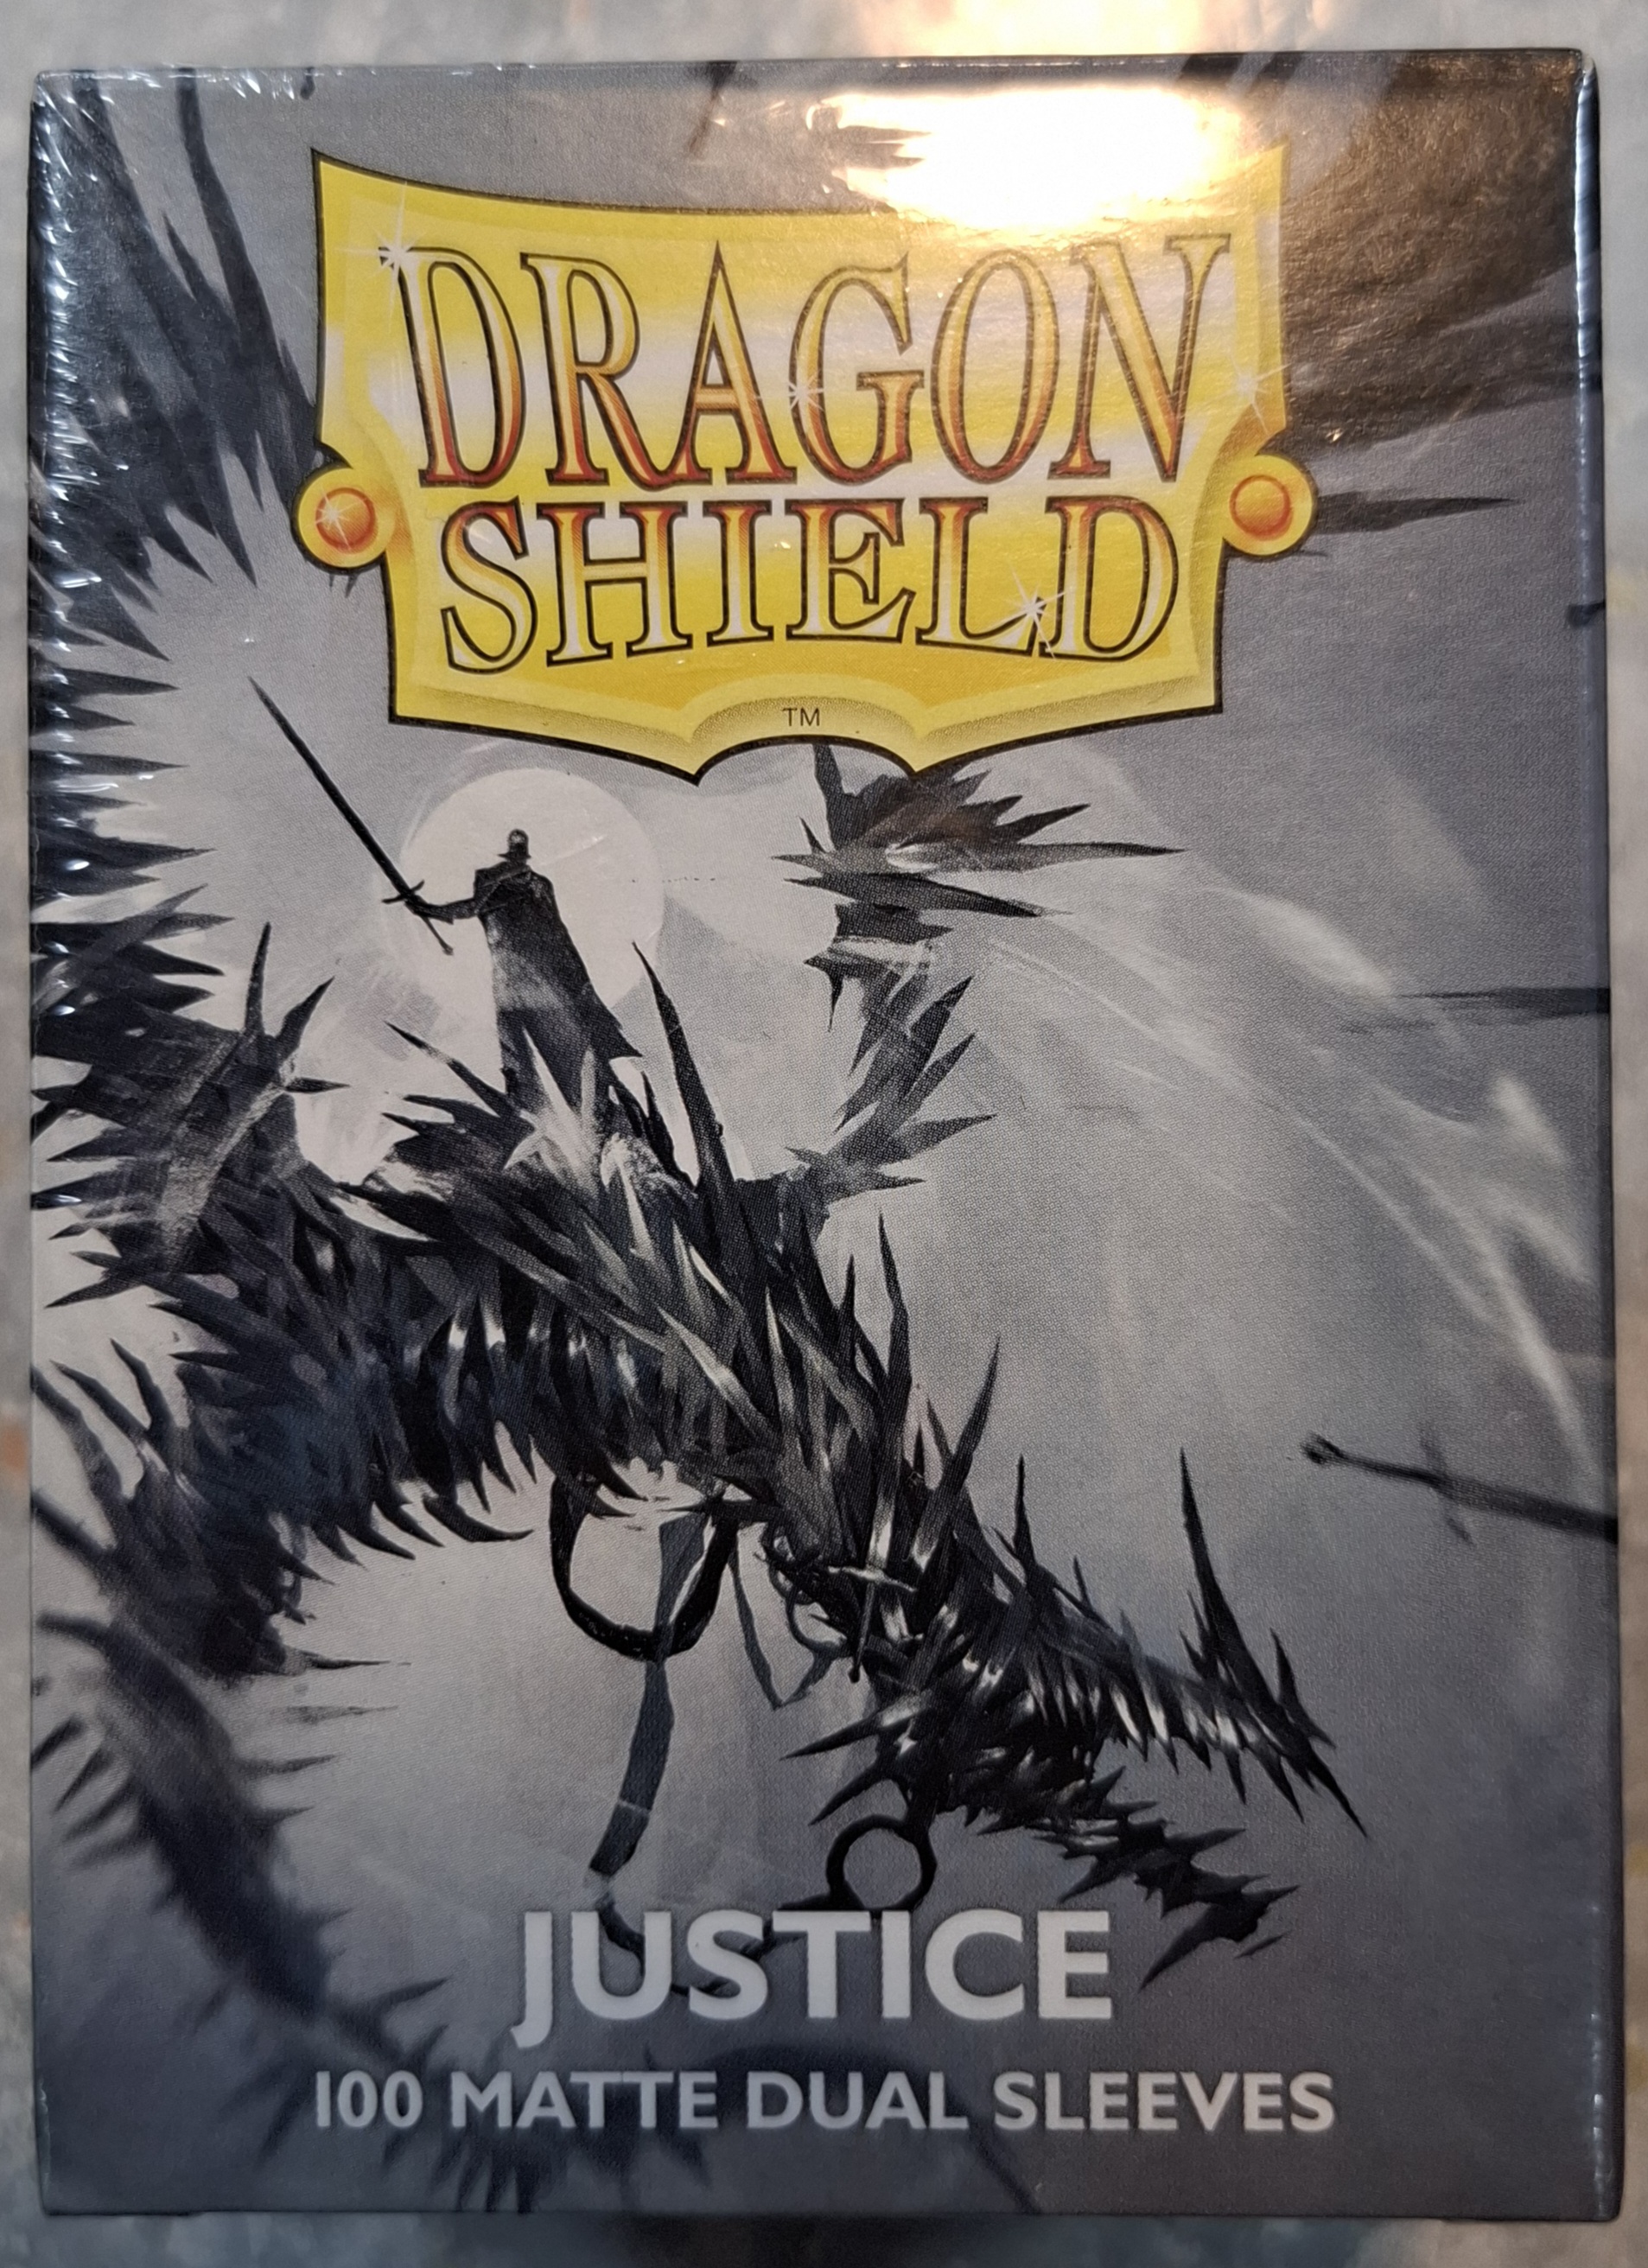 DRAGON
SHIELD
TM
JUSTICE
100 MATTE DUAL SLEEVES